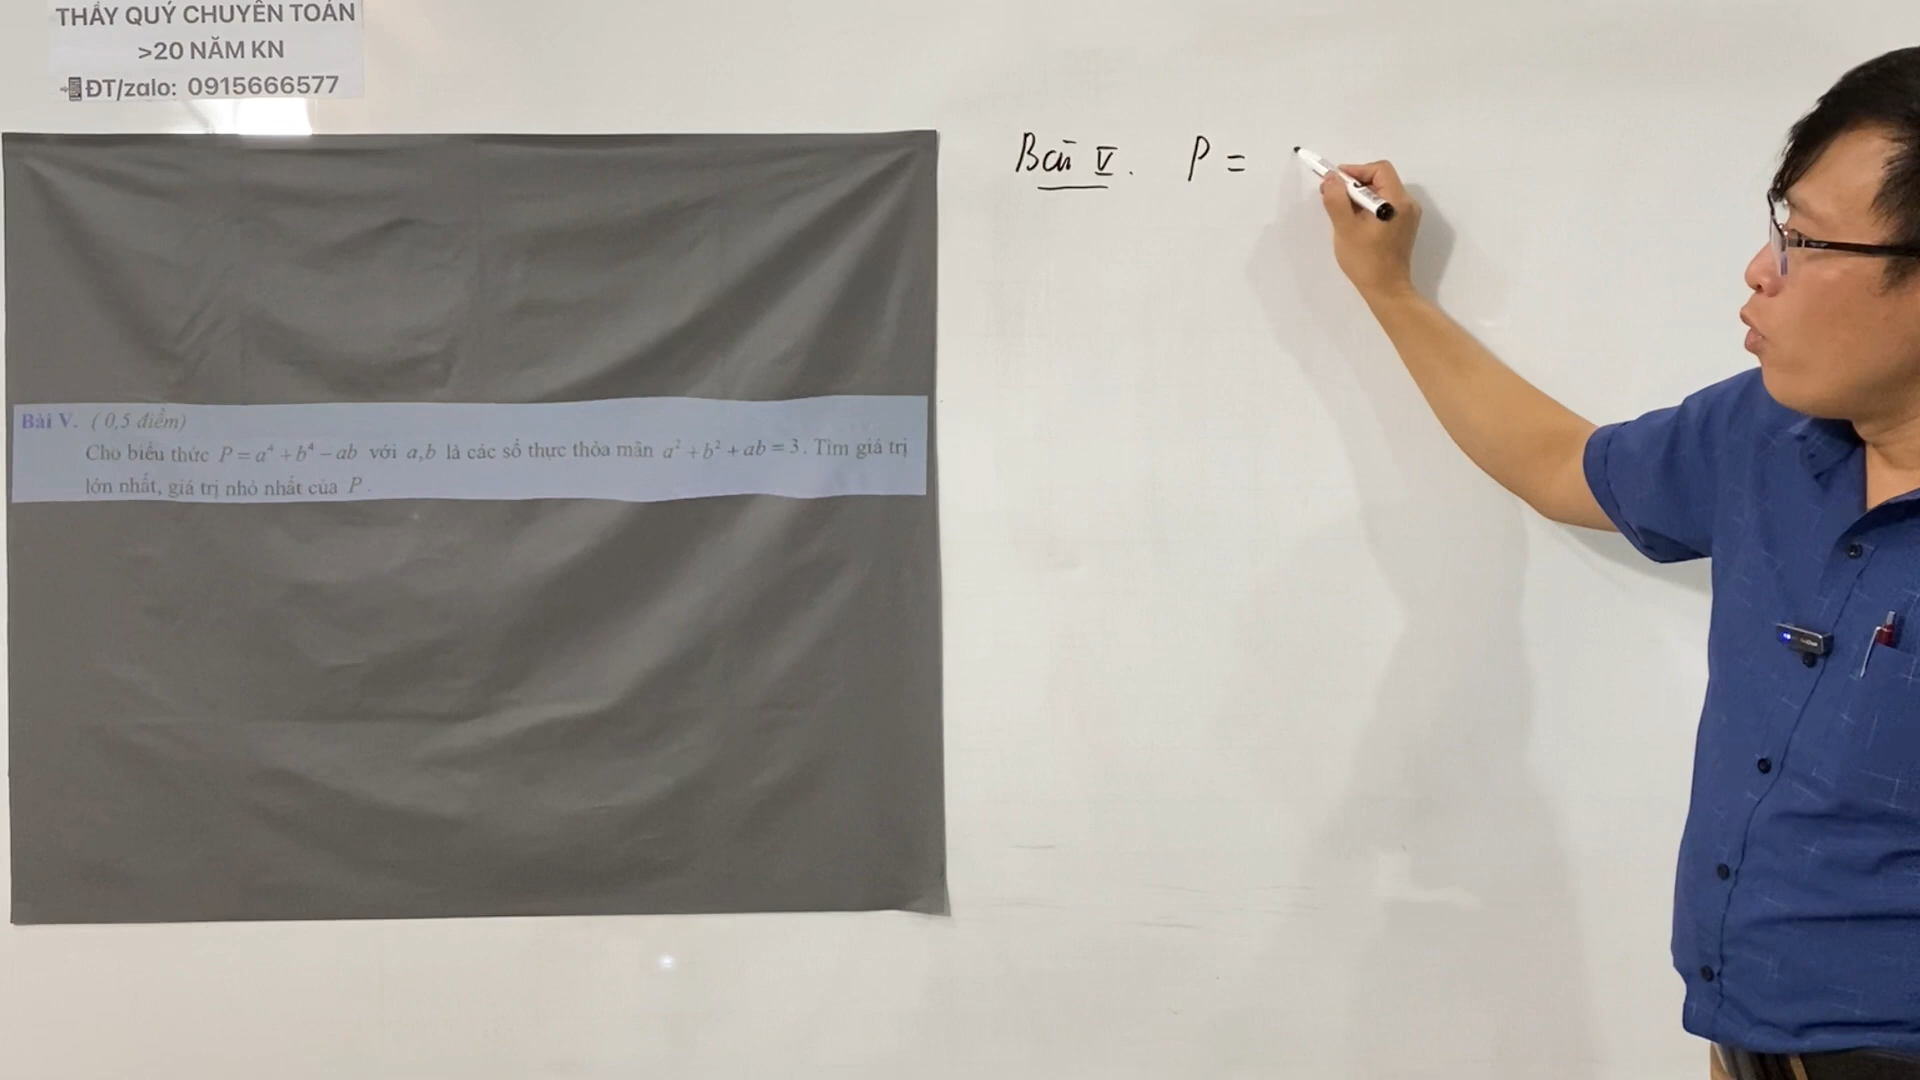 THẦY QUÝ CHUYÊN TOÁN
>20 NĂM KN
ĐT/zalo: 0915666577
Bài V. P =
Bài V. ( 0,5 điểm)
Cho biểu thức P = a⁴ + b⁴ − ab với a,b là các số thực thỏa mãn a² + b² + ab = 3. Tìm giá trị
lớn nhất, giá trị nhỏ nhất của P.